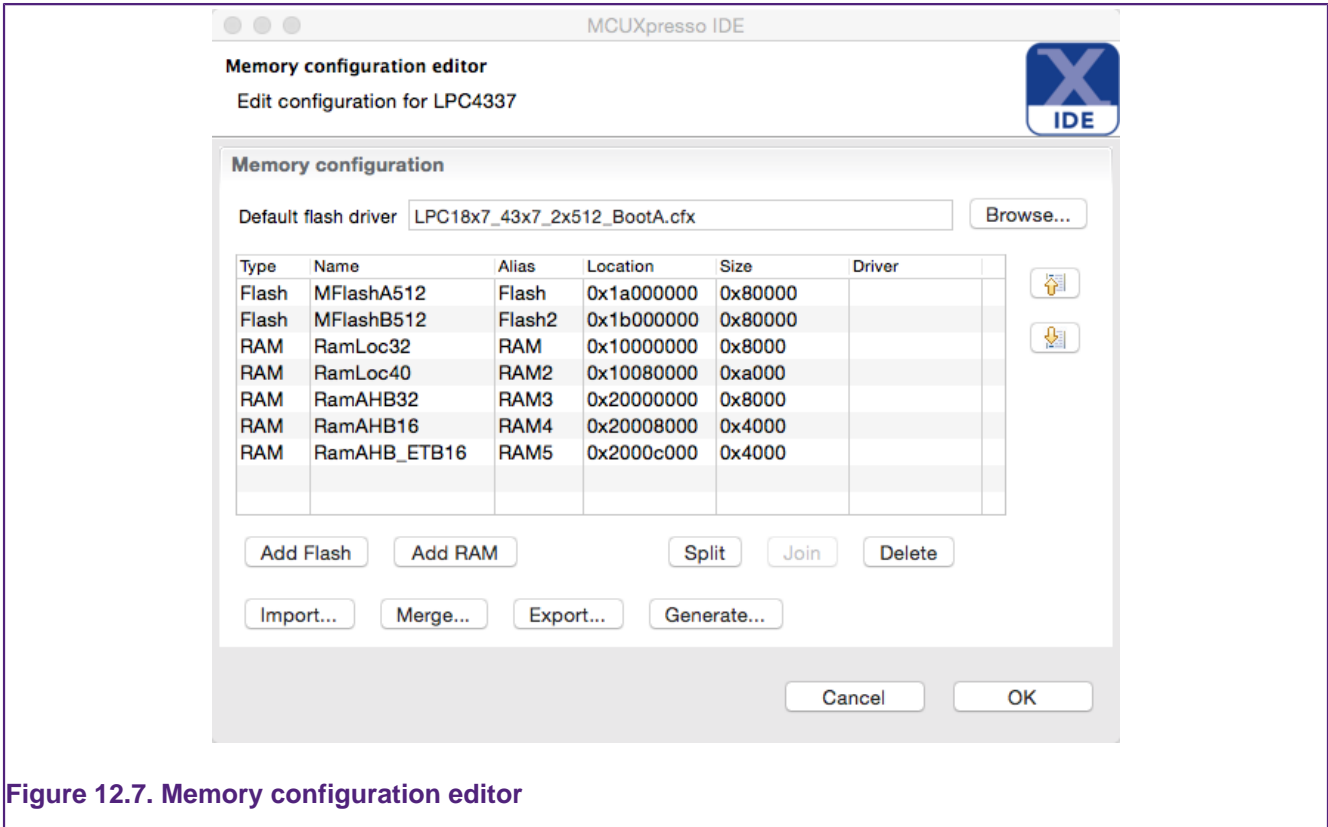 MCUXpresso IDE
Memory configuration editor
Edit configuration for LPC4337
X
IDE
Memory configuration
Default flash driver LPC18x7_43x7_2x512_BootA.cfx Browse...
Type Name Alias Location Size Driver
Flash MFlashA512 Flash 0x1a000000 0x80000
Flash MFlashB512 Flash2 0x1b000000 0x80000
RAM RamLoc32 RAM 0x10000000 0x8000
RAM RamLoc40 RAM2 0x10080000 0xa000
RAM RamAHB32 RAM3 0x20000000 0x8000
RAM RamAHB16 RAM4 0x20008000 0x4000
RAM RamAHB_ETB16 RAM5 0x2000c000 0x4000
Add Flash Add RAM Split Join Delete
Import... Merge... Export... Generate...
Cancel OK
Figure 12.7. Memory configuration editor